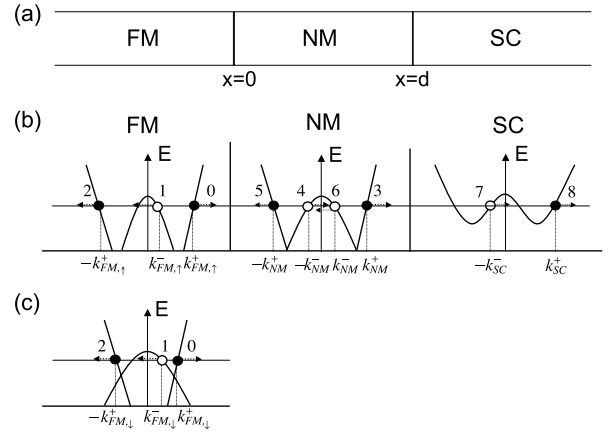 (a)
FM NM SC
x=0 x=d
(b) FM NM SC
E E E
2 1 0 5 4 6 3 7 8
−k⁺_{FM,↑} k⁻_{FM,↑} k⁺_{FM,↑} −k⁺_{NM} −k⁻_{NM} k⁻_{NM} k⁺_{NM} −k⁻_{SC} k⁺_{SC}
(c)
E
2 1 0
−k⁺_{FM,↓} k⁻_{FM,↓} k⁺_{FM,↓}